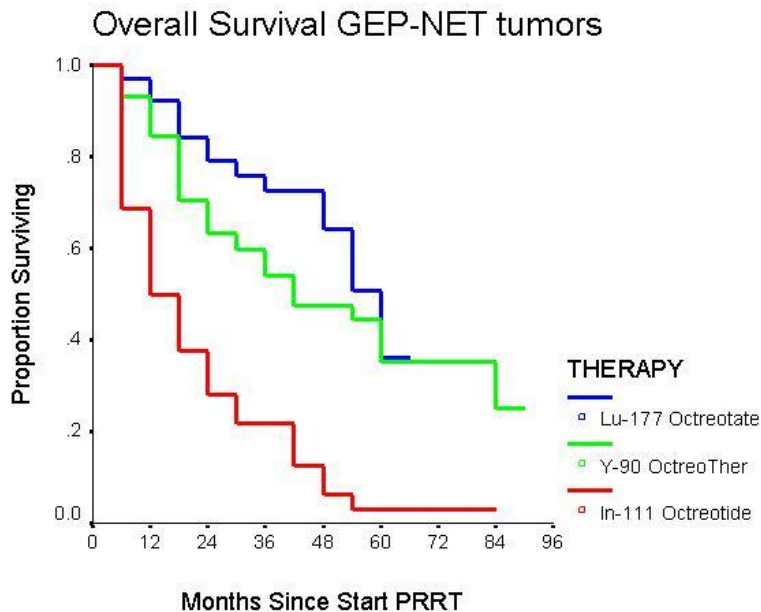 Overall Survival GEP-NET tumors
Proportion Surviving
1.0
.8
.6
.4
.2
0.0
0 12 24 36 48 60 72 84 96
Months Since Start PRRT
THERAPY
Lu-177 Octreotate
Y-90 OctreoTher
In-111 Octreotide